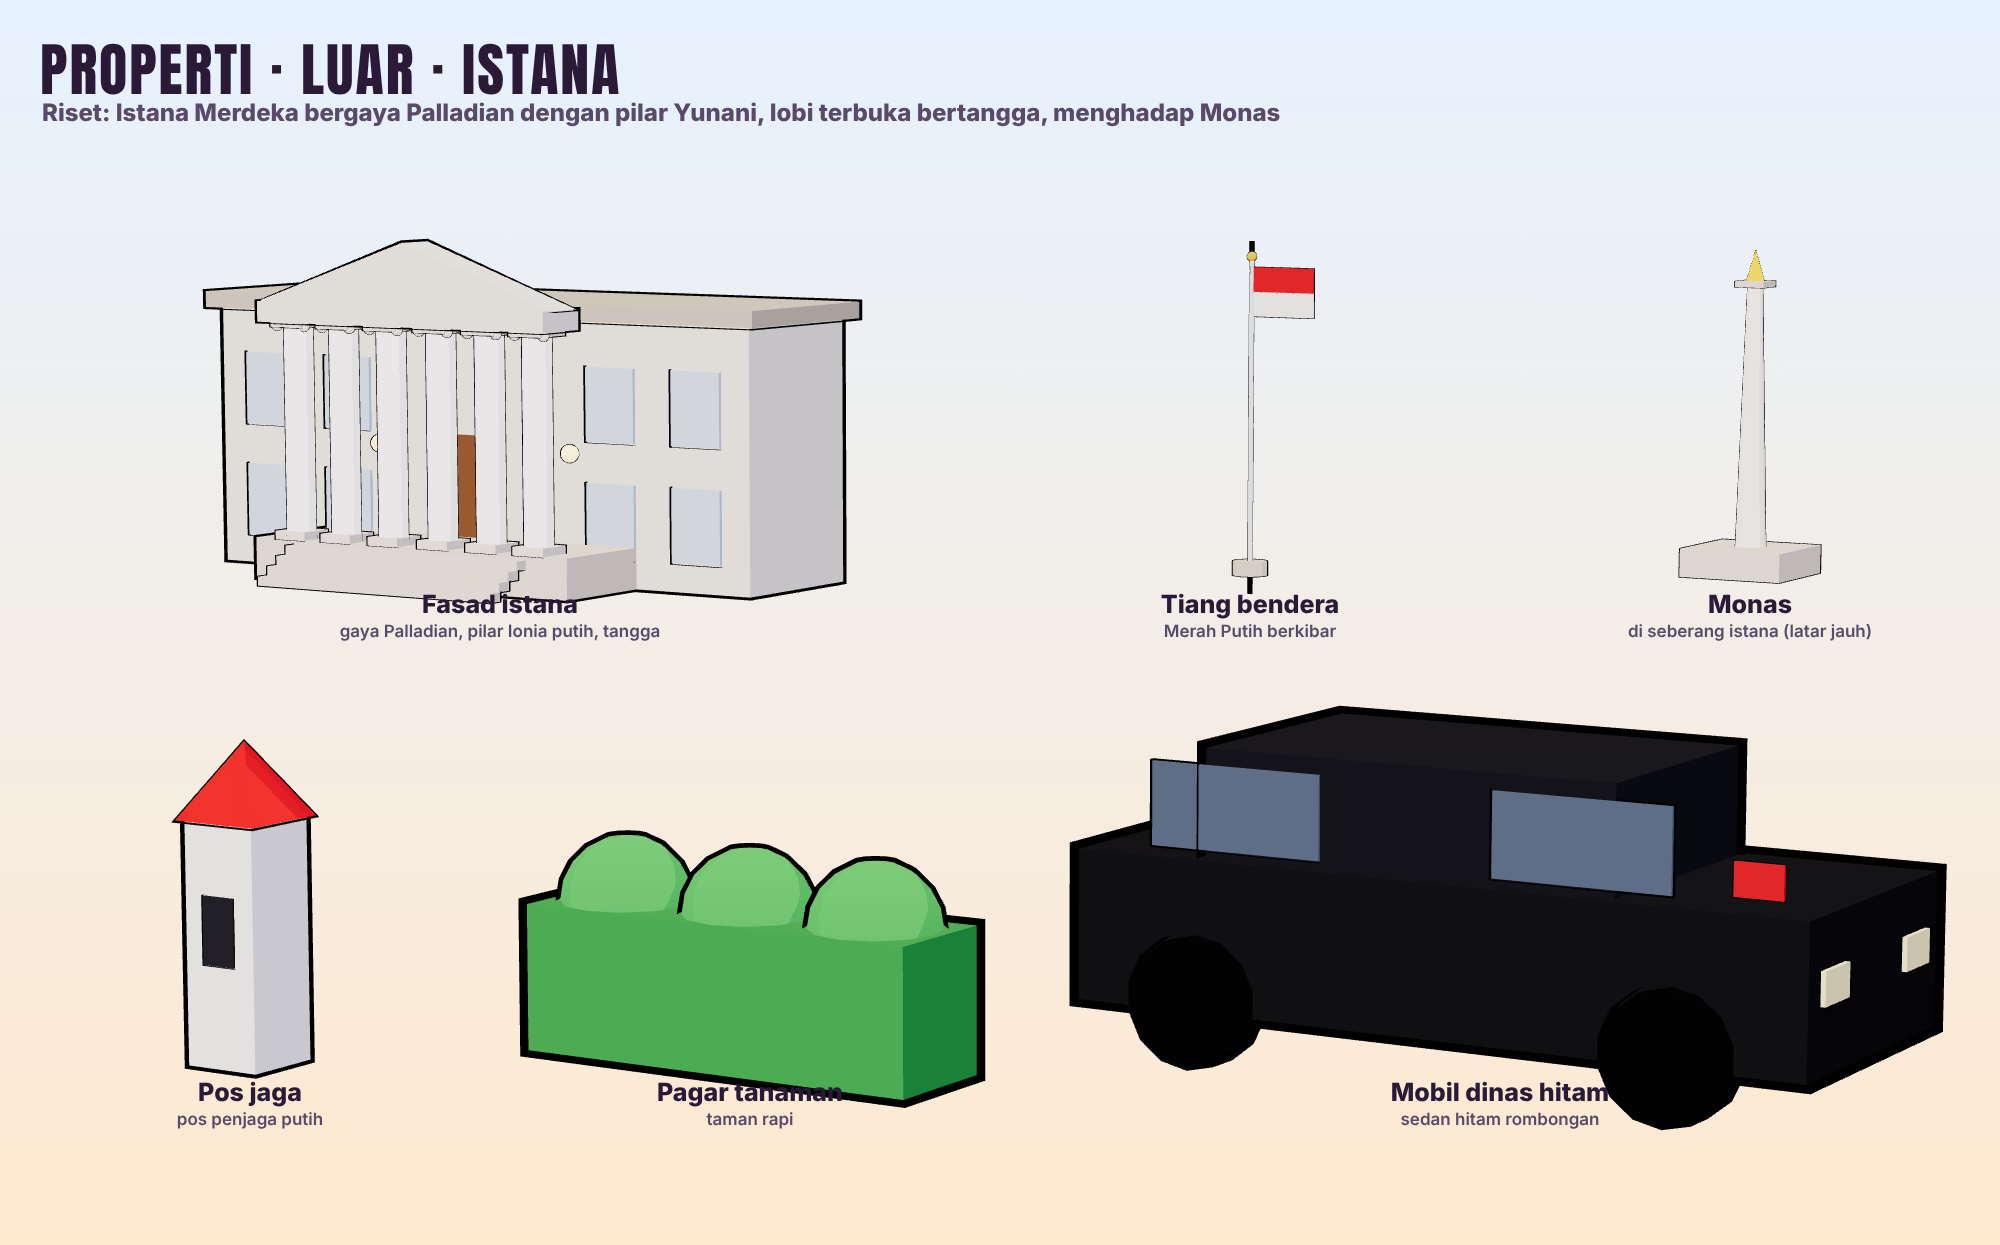 PROPERTI · LUAR · ISTANA
Riset: Istana Merdeka bergaya Palladian dengan pilar Yunani, lobi terbuka bertangga, menghadap Monas
Fasad istana
gaya Palladian, pilar Ionia putih, tangga
Tiang bendera
Merah Putih berkibar
Monas
di seberang istana (latar jauh)
Pos jaga
pos penjaga putih
Pagar tanaman
taman rapi
Mobil dinas hitam
sedan hitam rombongan